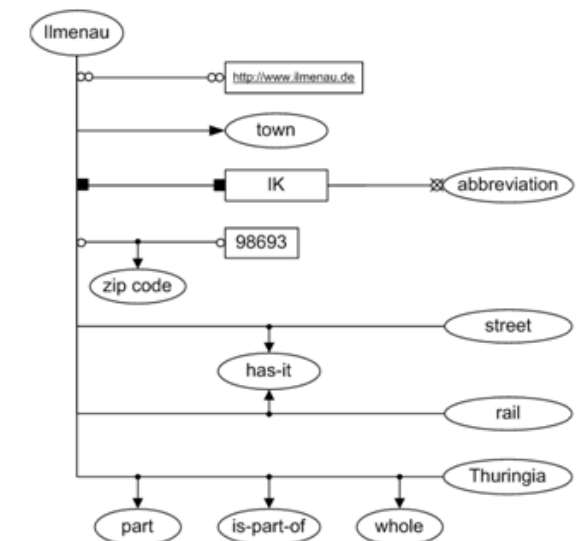 Ilmenau
http://www.ilmenau.de
town
IK
abbreviation
98693
zip code
street
has-it
rail
Thuringia
part
is-part-of
whole